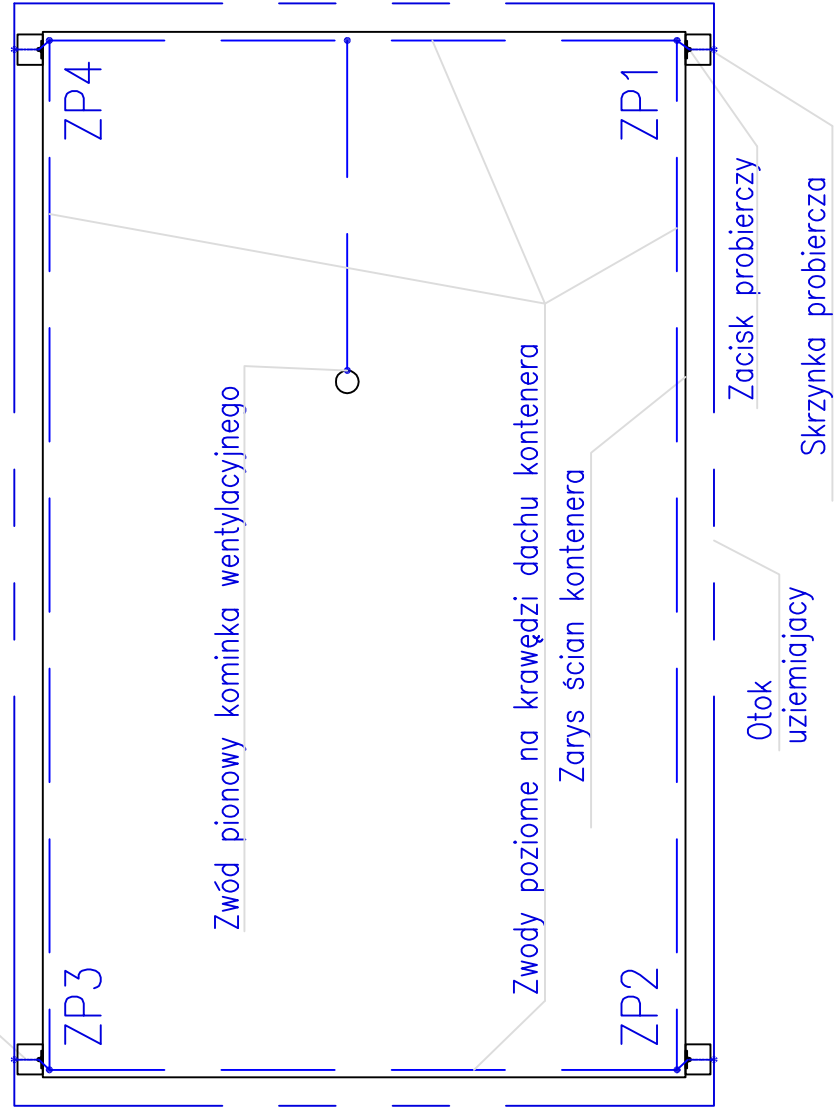 ZP4
ZP1
Zacisk probierczy
Skrzynka probiercza
Zwód pionowy kominka wentylacyjnego
Zwody poziome na krawędzi dachu kontenera
Zarys ścian kontenera
Otok
uziemiajacy
ZP3
ZP2